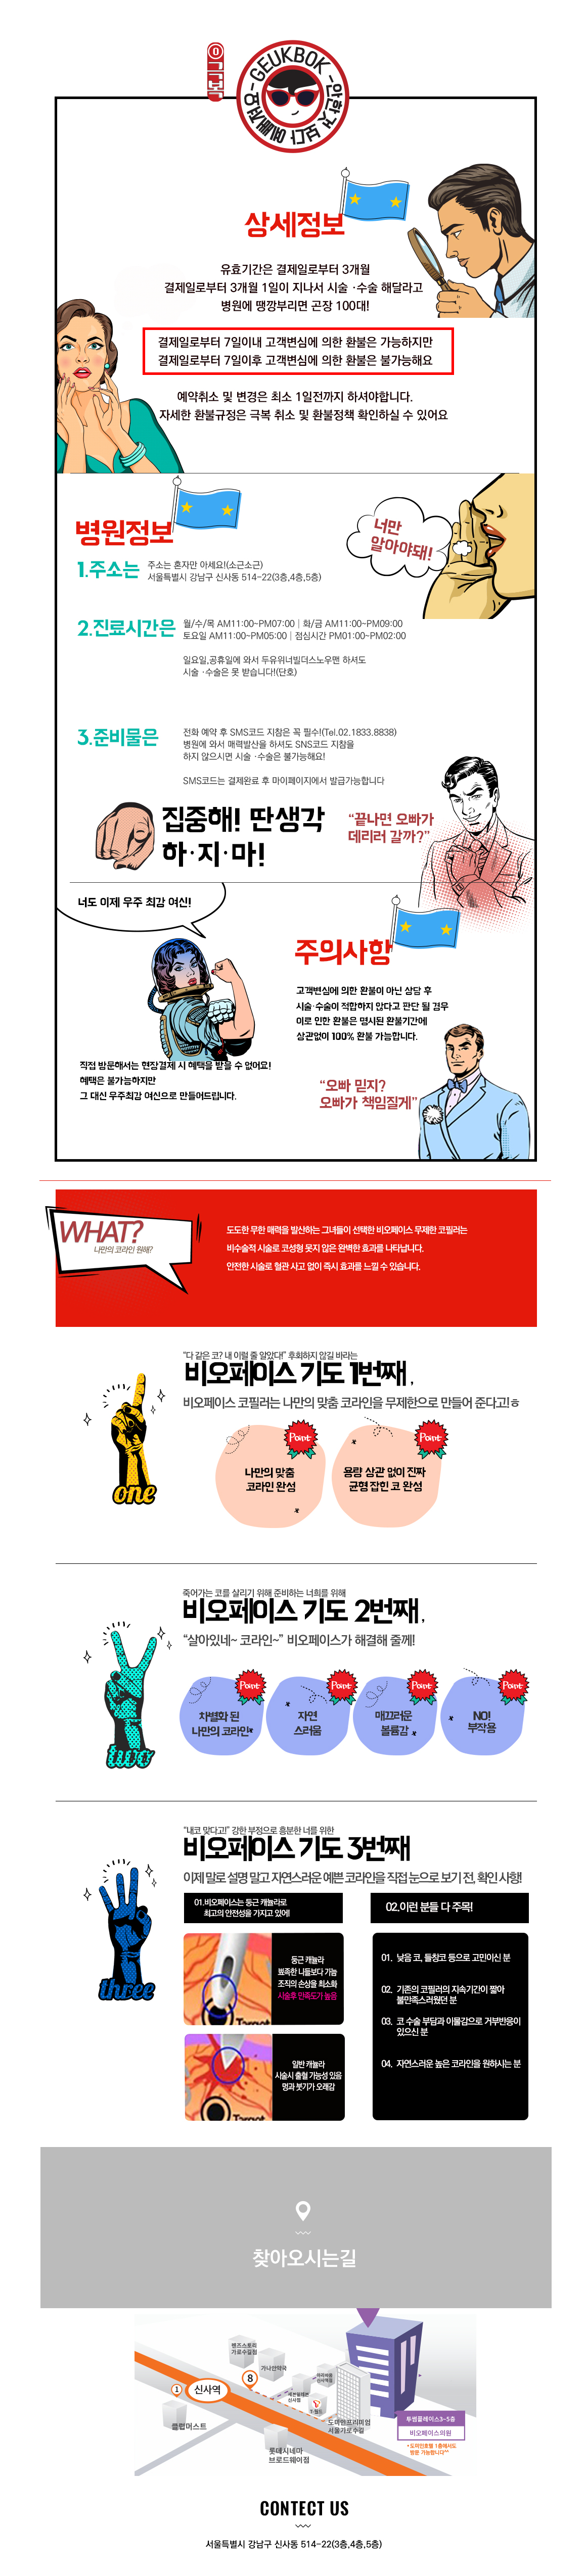 @극복
GEUKBOK
안할거 보다 예뻐져요
상세정보
유효기간은 결제일로부터 3개월
결제일로부터 3개월 1일이 지나서 시술 ·수술 해달라고
병원에 땡깡부리면 곤장 100대!
결제일로부터 7일이내 고객변심에 의한 환불은 가능하지만
결제일로부터 7일이후 고객변심에 의한 환불은 불가능해요
예약취소 및 변경은 최소 1일전까지 하셔야합니다.
자세한 환불규정은 극복 취소 및 환불정책 확인하실 수 있어요
병원정보
너만
알아야돼!
1.주소는
주소는 혼자만 아세요!(소근소근)
서울특별시 강남구 신사동 514-22(3층,4층,5층)
2.진료시간은
월/수/목 AM11:00~PM07:00 | 화/금 AM11:00~PM09:00
토요일 AM11:00~PM05:00 | 점심시간 PM01:00~PM02:00
일요일,공휴일에 와서 두유워너빌더스노우맨 하셔도
시술 ·수술은 못 받습니다!(단호)
3.준비물은
전화 예약 후 SMS코드 지참은 꼭 필수!(Tel.02.1833.8838)
병원에 와서 매력발산을 하셔도 SNS코드 지참을
하지 않으시면 시술 ·수술은 불가능해요!
SMS코드는 결제완료 후 마이페이지에서 발급가능합니다
집중해! 딴생각
하·지·마!
“끝나면 오빠가
데리러 갈까?”
너도 이제 우주 최강 여신!
주의사항
고객변심에 의한 환불이 아닌 상담 후
시술·수술이 적합하지 않다고 판단 될 경우
이로 인한 환불은 명시된 환불기간에
상관없이 100% 환불 가능합니다.
직접 방문해서는 현장결제 시 혜택을 받을 수 없어요!
혜택은 불가능하지만
그 대신 우주최강 여신으로 만들어드립니다.
“오빠 믿지?
오빠가 책임질게”
WHAT?
나만의 코라인 원해?
도도한 무한 매력을 발산하는 그녀들이 선택한 비오페이스 무제한 코필러는
비수술적 시술로 코성형 못지 않은 완벽한 효과를 나타납니다.
안전한 시술로 혈관 사고 없이 즉시 효과를 느낄 수 있습니다.
“다 같은 코? 내 이럴 줄 알았다!” 후회하지 않길 바라는
비오페이스 기도 1번째,
비오페이스 코필러는 나만의 맞춤 코라인을 무제한으로 만들어 준다고!ㅎ
one
Point
나만의 맞춤
코라인 완성
Point
용량 상관 없이 진짜
균형 잡힌 코 완성
죽어가는 코를 살리기 위해 준비하는 너희를 위해
비오페이스 기도 2번째,
“살아있네~ 코라인~” 비오페이스가 해결해 줄께!
two
Point
차별화 된
나만의 코라인
Point
자연
스러움
Point
매끄러운
볼륨감
Point
NO!
부작용
“내코 맞다고!” 강한 부정으로 흥분한 너를 위한
비오페이스 기도 3번째
이제 말로 설명 말고 자연스러운 예쁜 코라인을 직접 눈으로 보기 전, 확인 사항!
three
01.비오페이스는 둥근 캐뉼라로
최고의 안전성을 가지고 있어!
둥근 캐뉼라
뾰족한 니들보다 가늠
조직의 손상을 최소화
시술후 만족도가 높음
Target
일반 캐뉼라
시술시 출혈 가능성 있음
멍과 붓기가 오래감
Target
02.이런 분들 다 주목!
01. 낮음 코, 들창코 등으로 고민이신 분
02. 기존의 코필러의 지속기간이 짧아
불만족스러웠던 분
03. 코 수술 부담과 이물감으로 거부반응이
있으신 분
04. 자연스러운 높은 코라인을 원하시는 분
찾아오시는길
렌즈스토리
가로수길점
가나안약국
8
1
신사역
클럽머스트
롯데시네마
브로드웨이점
도미인프리미엄
서울가로수길
투썸플레이스3~5층
비오페이스의원
*도미인호텔 1층에서도
방문 가능합니다^^
CONTECT US
서울특별시 강남구 신사동 514-22(3층,4층,5층)